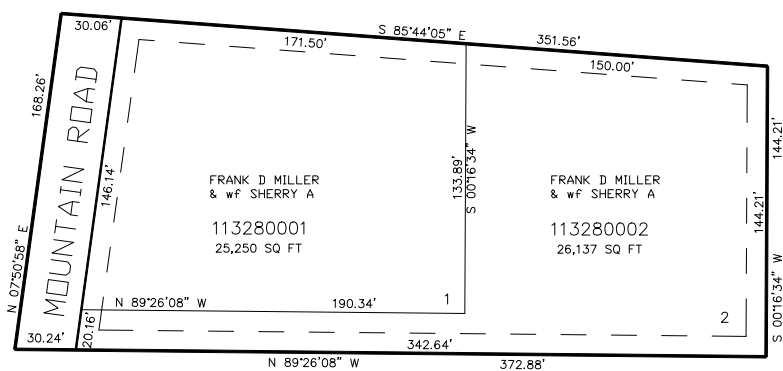 30.06'
S 85°44'05" E
351.56'
171.50'
150.00'
168.26'
N 07°50'58" E
MOUNTAIN ROAD
146.14'
133.89'
S 00°16'34" W
144.21'
144.21'
S 00°16'34" W
FRANK D MILLER
& wf SHERRY A
113280001
25,250 SQ FT
FRANK D MILLER
& wf SHERRY A
113280002
26,137 SQ FT
N 89°26'08" W
190.34'
1
2
30.24'
20.16'
342.64'
N 89°26'08" W
372.88'